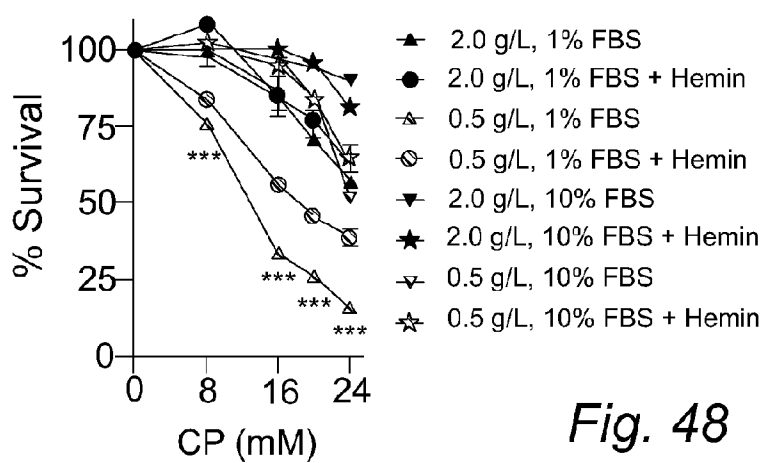 % Survival
100
75
50
25
0
0 8 16 24
CP (mM)
***
***
***
***
2.0 g/L, 1% FBS
2.0 g/L, 1% FBS + Hemin
0.5 g/L, 1% FBS
0.5 g/L, 1% FBS + Hemin
2.0 g/L, 10% FBS
2.0 g/L, 10% FBS + Hemin
0.5 g/L, 10% FBS
0.5 g/L, 10% FBS + Hemin
Fig. 48